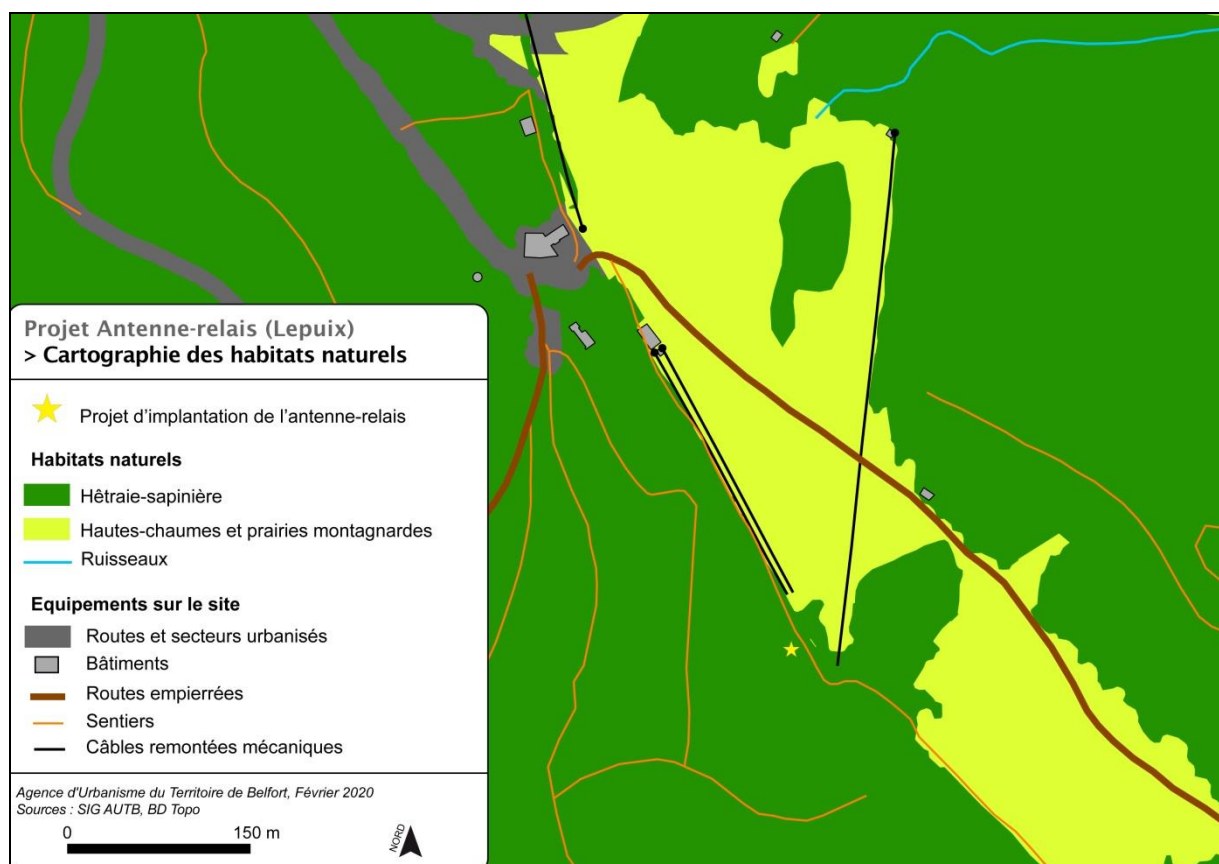 Projet Antenne-relais (Lepuix)
> Cartographie des habitats naturels
Projet d'implantation de l'antenne-relais
Habitats naturels
Hêtraie-sapinière
Hautes-chaumes et prairies montagnardes
Ruisseaux
Equipements sur le site
Routes et secteurs urbanisés
Bâtiments
Routes empierrées
Sentiers
Câbles remontées mécaniques
Agence d'Urbanisme du Territoire de Belfort, Février 2020
Sources : SIG AUTB, BD Topo
0 150 m
NORD